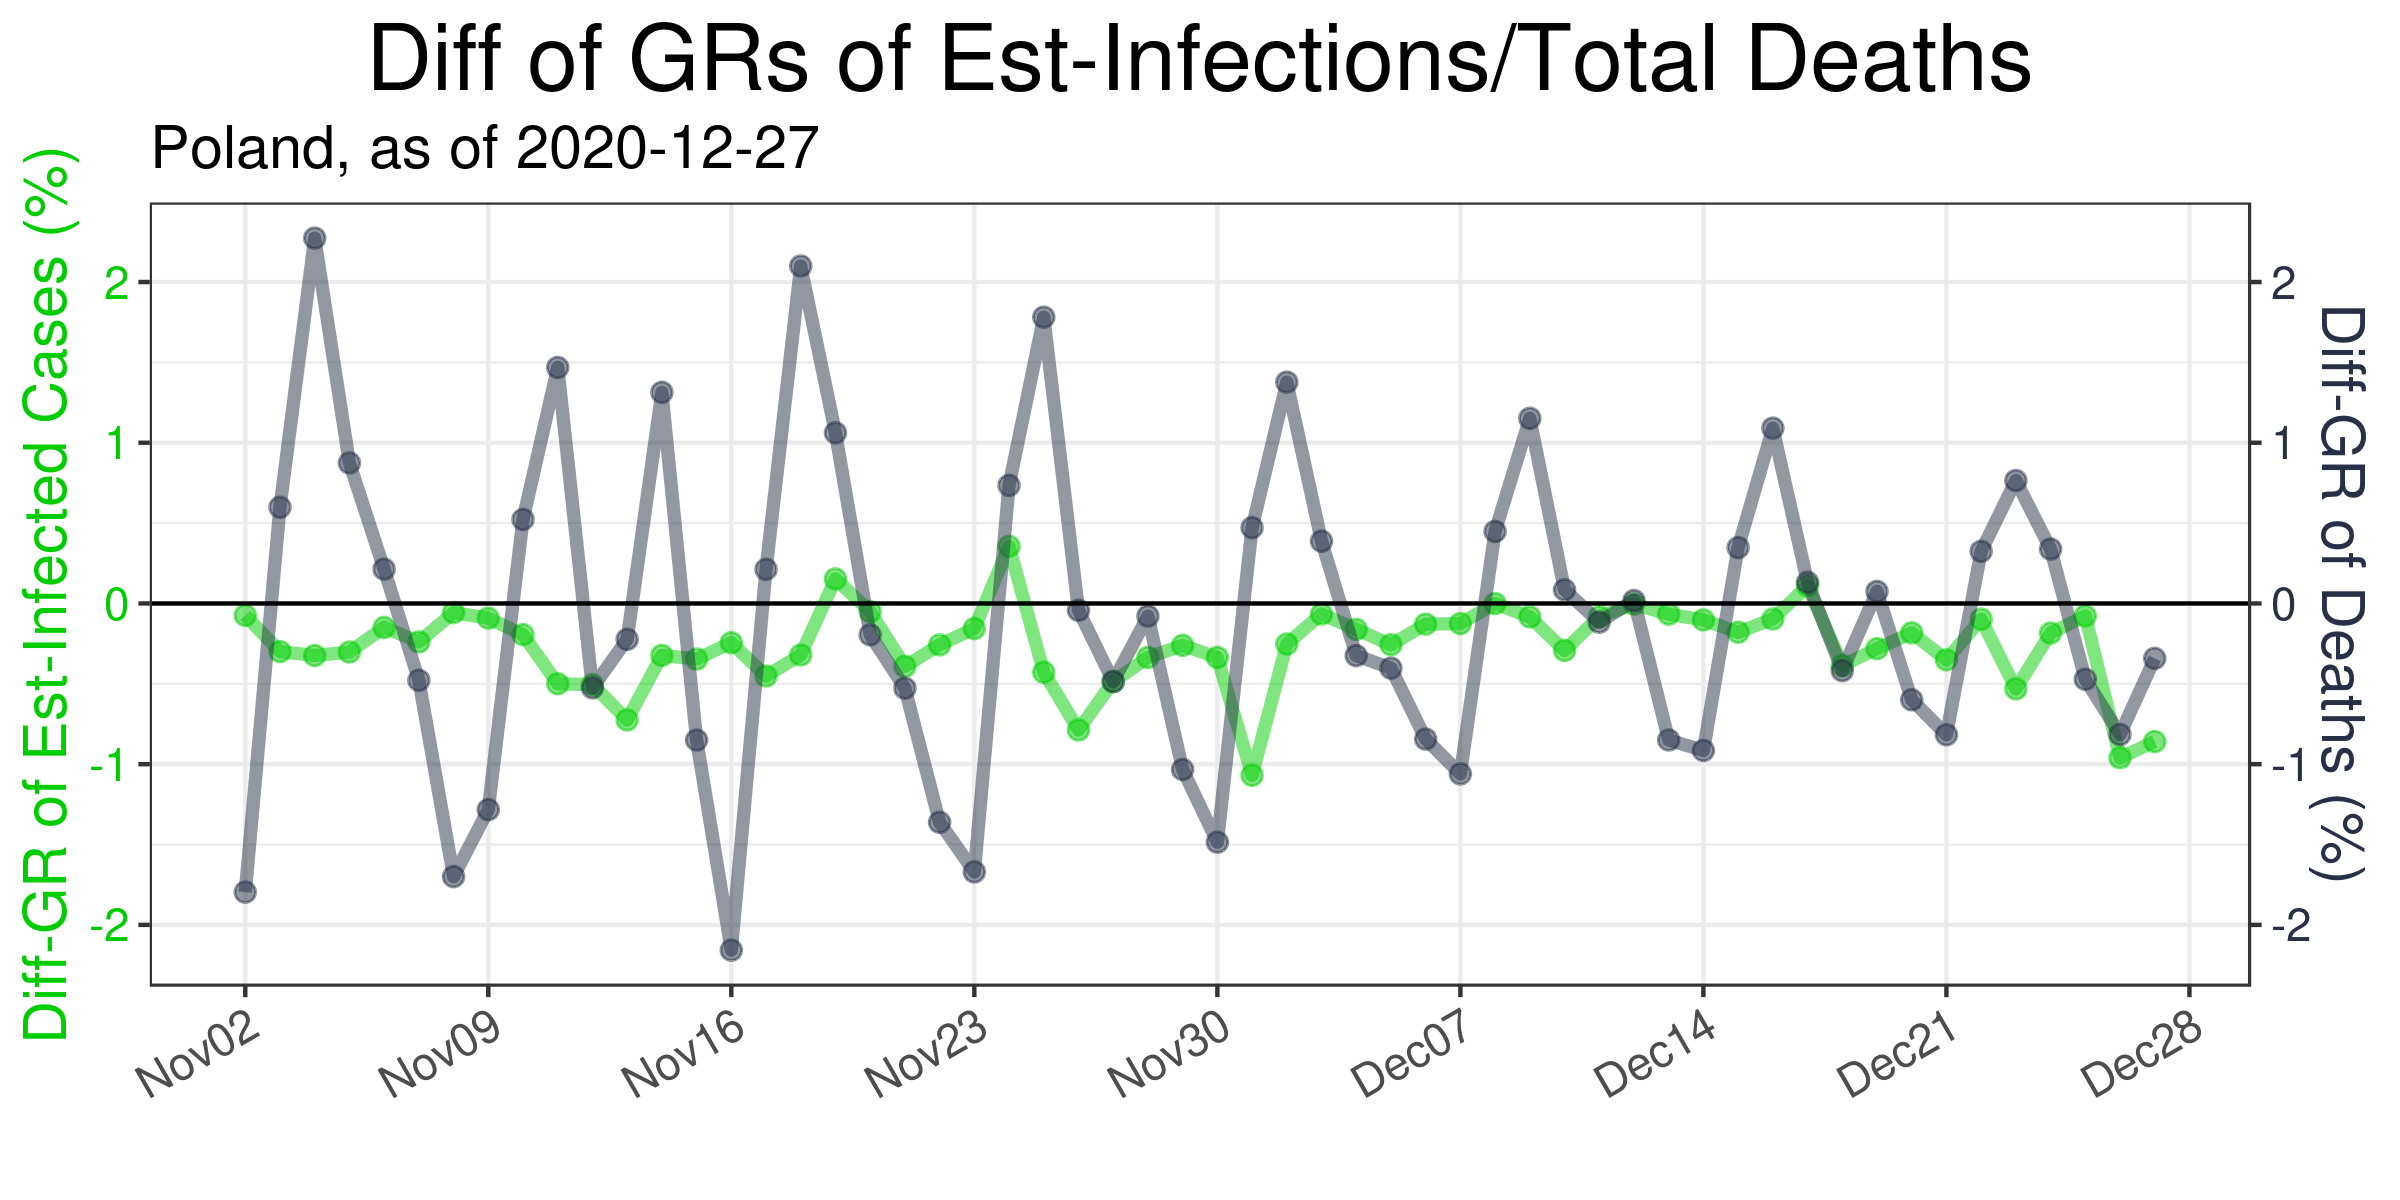 Diff of GRs of Est-Infections/Total Deaths
Poland, as of 2020-12-27
Diff-GR of Est-Infected Cases (%)
2
1
0
-1
-2
2
1
0
-1
-2
Diff-GR of Deaths (%)
Nov02
Nov09
Nov16
Nov23
Nov30
Dec07
Dec14
Dec21
Dec28